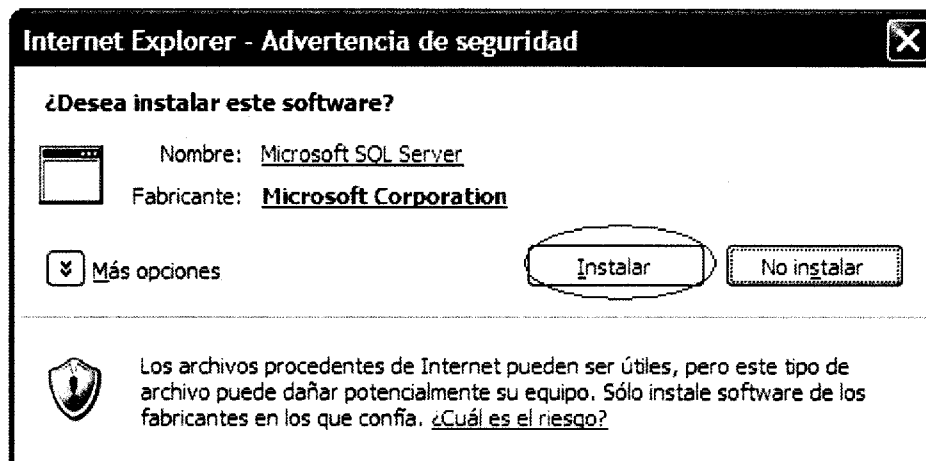 Internet Explorer - Advertencia de seguridad
¿Desea instalar este software?
Nombre: Microsoft SQL Server
Fabricante: Microsoft Corporation
Más opciones
Instalar
No instalar
Los archivos procedentes de Internet pueden ser útiles, pero este tipo de
archivo puede dañar potencialmente su equipo. Sólo instale software de los
fabricantes en los que confía. ¿Cuál es el riesgo?